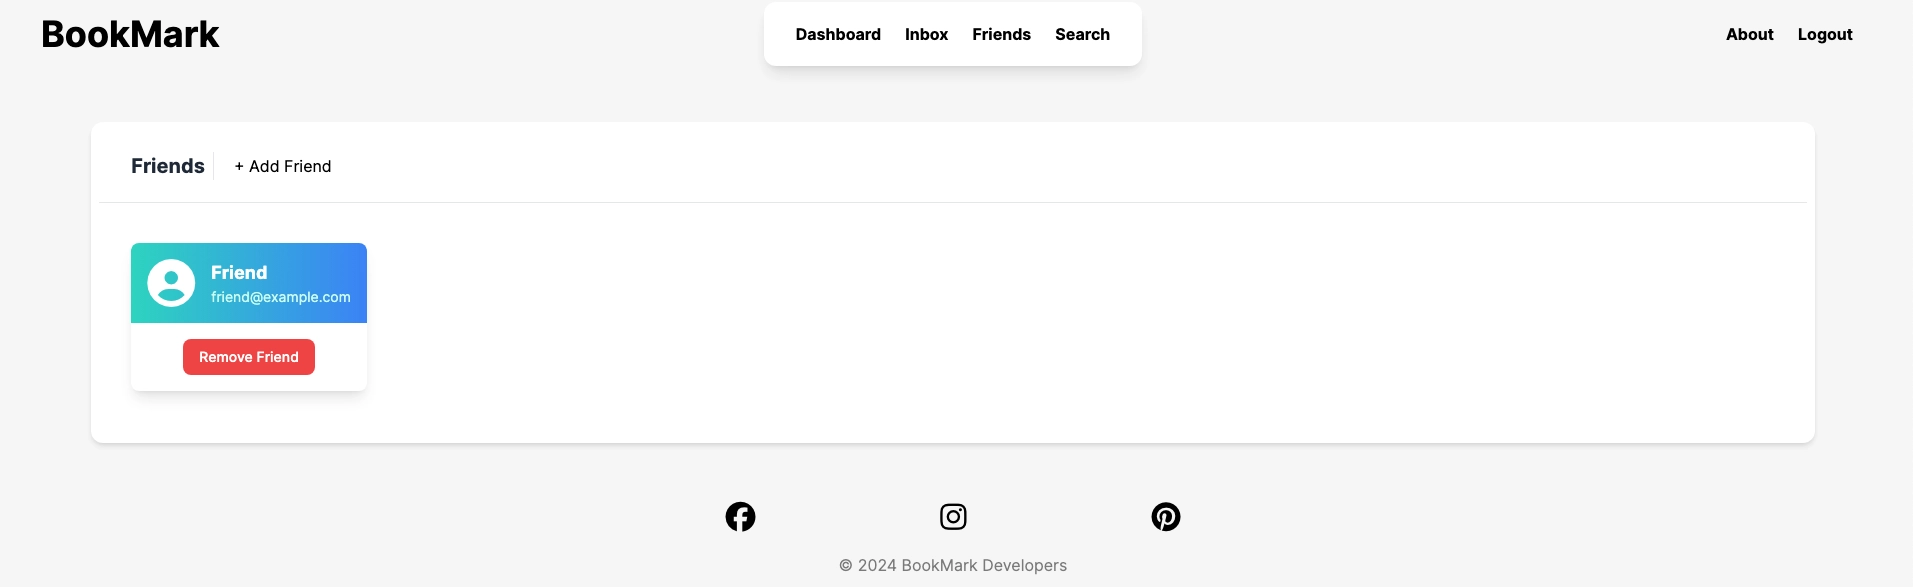 BookMark
Dashboard Inbox Friends Search
About Logout
Friends
+ Add Friend
Friend
friend@example.com
Remove Friend
© 2024 BookMark Developers